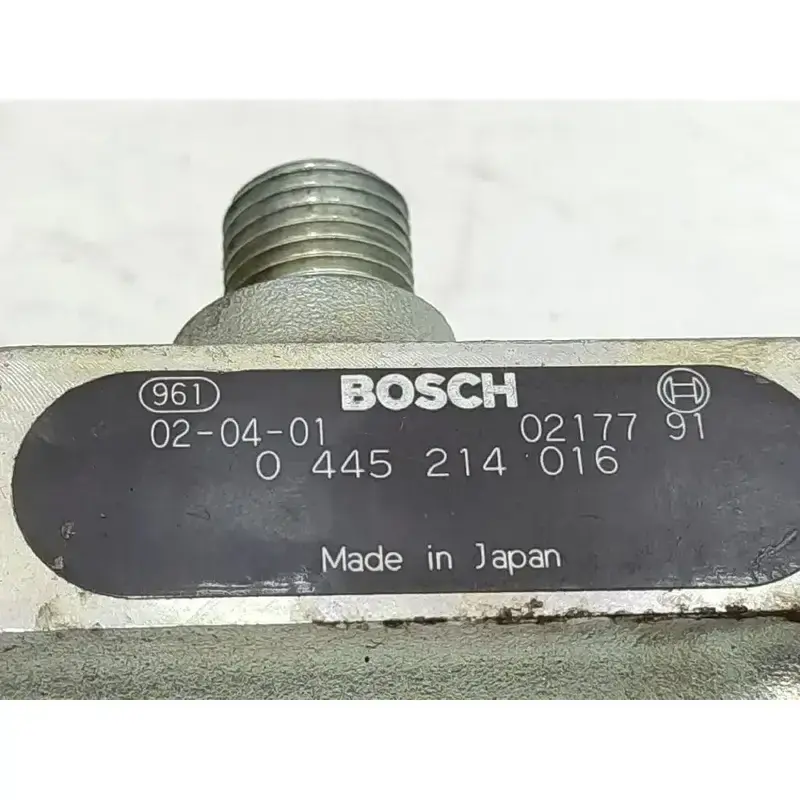 961 BOSCH
02-04-01 02177 91
0 445 214 016
Made in Japan